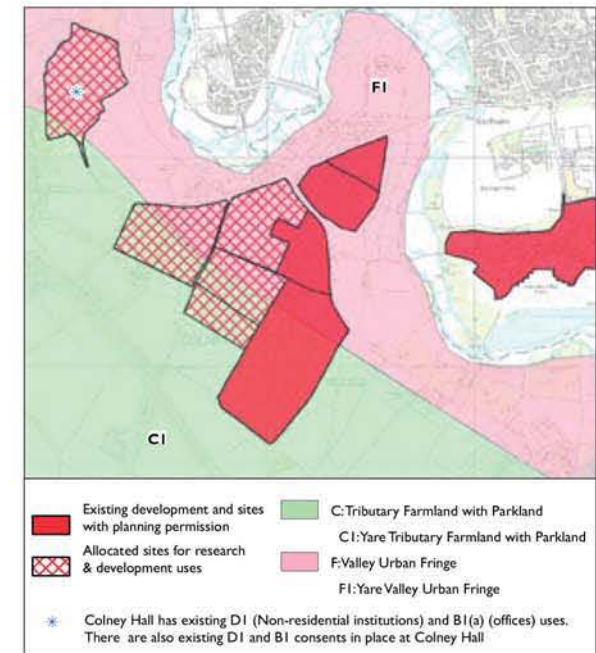 F1
C1
Existing development and sites
with planning permission
Allocated sites for research
& development uses
C:Tributary Farmland with Parkland
C1:Yare Tributary Farmland with Parkland
F:Valley Urban Fringe
F1:Yare Valley Urban Fringe
* Colney Hall has existing D1 (Non-residential institutions) and B1(a) (offices) uses.
There are also existing D1 and B1 consents in place at Colney Hall